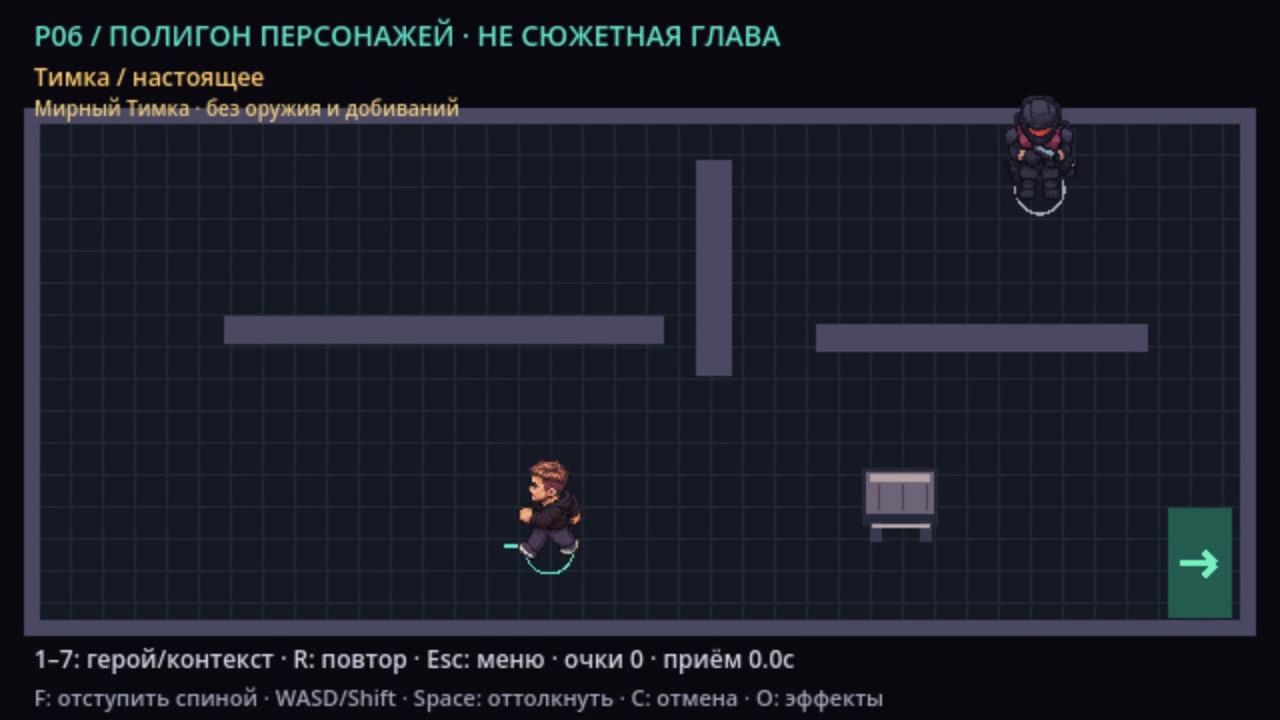 P06 / ПОЛИГОН ПЕРСОНАЖЕЙ · НЕ СЮЖЕТНАЯ ГЛАВА
Тимка / настоящее
Мирный Тимка · без оружия и добиваний
1–7: герой/контекст · R: повтор · Esc: меню · очки 0 · приём 0.0с
F: отступить спиной · WASD/Shift · Space: оттолкнуть · C: отмена · O: эффекты